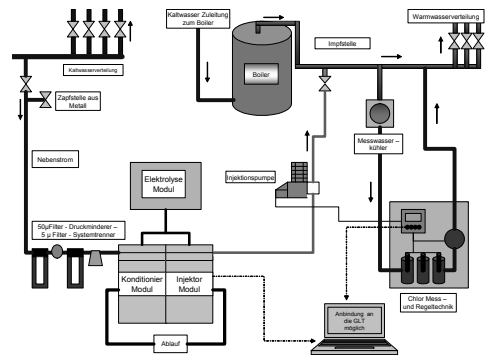 Kaltwasser Zuleitung
zum Boiler
Warmwasserverteilung
Impfstelle
Kaltwasserverteilung
Boiler
Zapfstelle aus
Metall
Messwasser –
kühler
Nebenstrom
Elektrolyse
Modul
Injektionspumpe
50µFilter - Druckminderer –
5 µ Filter - Systemtrenner
Konditionier
Modul
Injektor
Modul
Chlor Mess –
und Regeltechnik
Anbindung an
die GLT
möglich
Ablauf